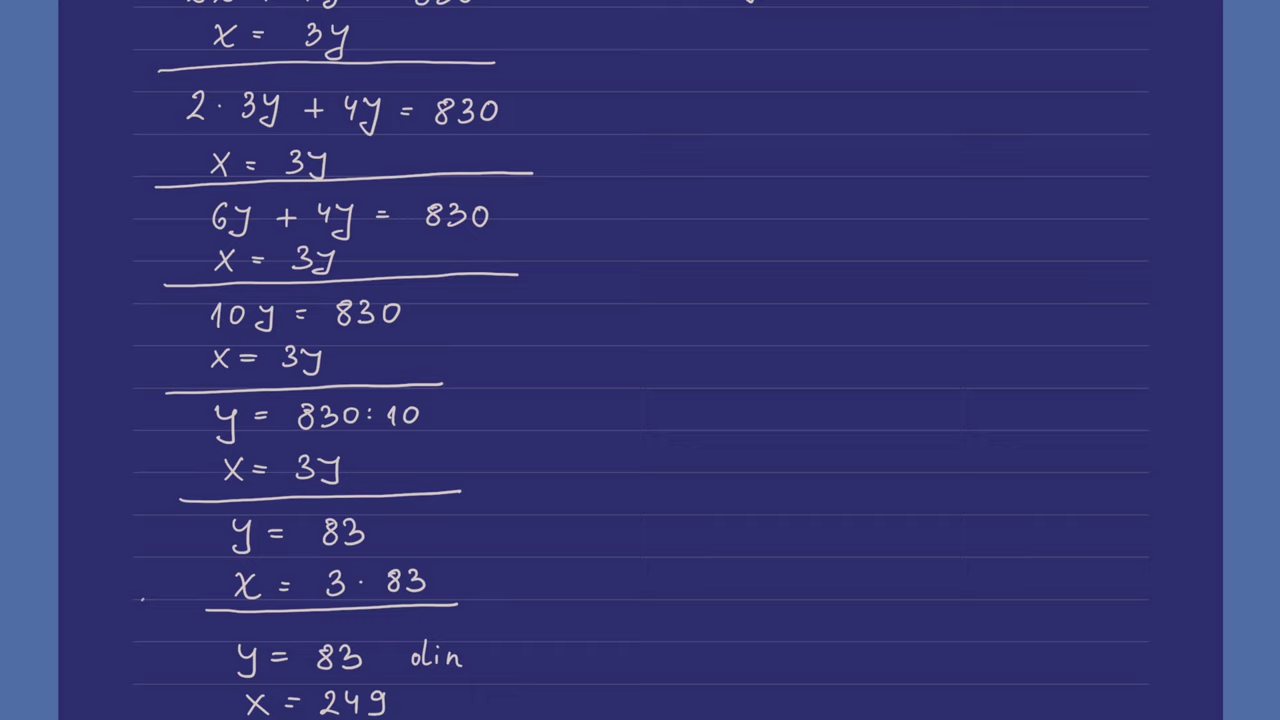 x = 3y
2 · 3y + 4y = 830
x = 3y
6y + 4y = 830
x = 3y
10y = 830
x = 3y
y = 830 : 10
x = 3y
y = 83
x = 3 · 83
y = 83 din
x = 249